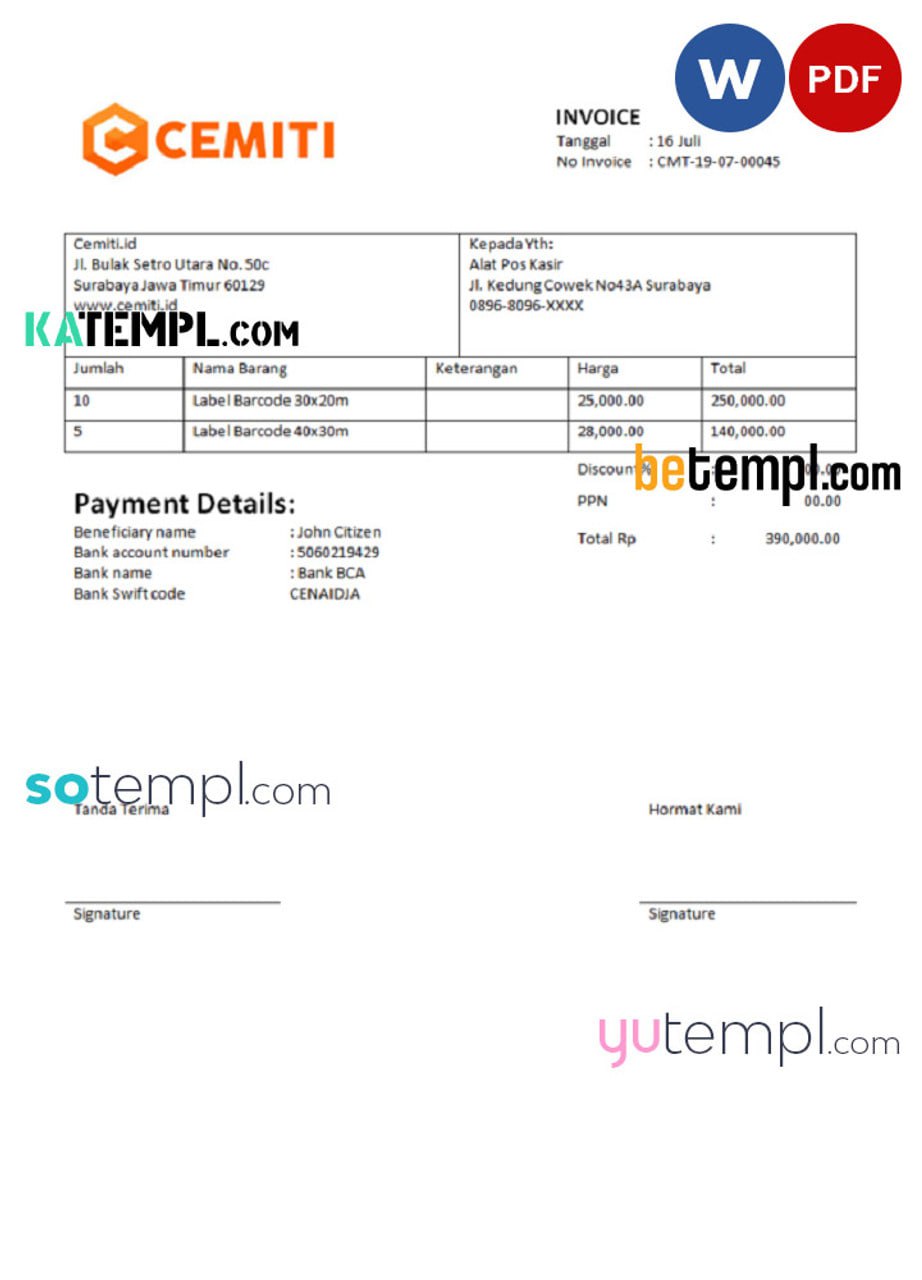 W PDF
CEMITI
INVOICE
Tanggal : 16 Juli
No Invoice : CMT-19-07-00045
Cemiti.id
Jl. Bulak Setro Utara No. 50c
Surabaya Jawa Timur 60129
www.cemiti.id
Kepada Yth:
Alat Pos Kasir
Jl. Kedung Cowek No43A Surabaya
0896-8096-XXXX
KATEMPL.COM
Jumlah Nama Barang Keterangan Harga Total
10 Label Barcode 30x20m 25,000.00 250,000.00
5 Label Barcode 40x30m 28,000.00 140,000.00
Discount% :
betempl.com
PPN : 00.00
Total Rp : 390,000.00
Payment Details:
Beneficiary name : John Citizen
Bank account number : 5060219429
Bank name : Bank BCA
Bank Swift code CENAIDJA
sotempl.com
Tanda Terima Hormat Kami
Signature Signature
yutempl.com